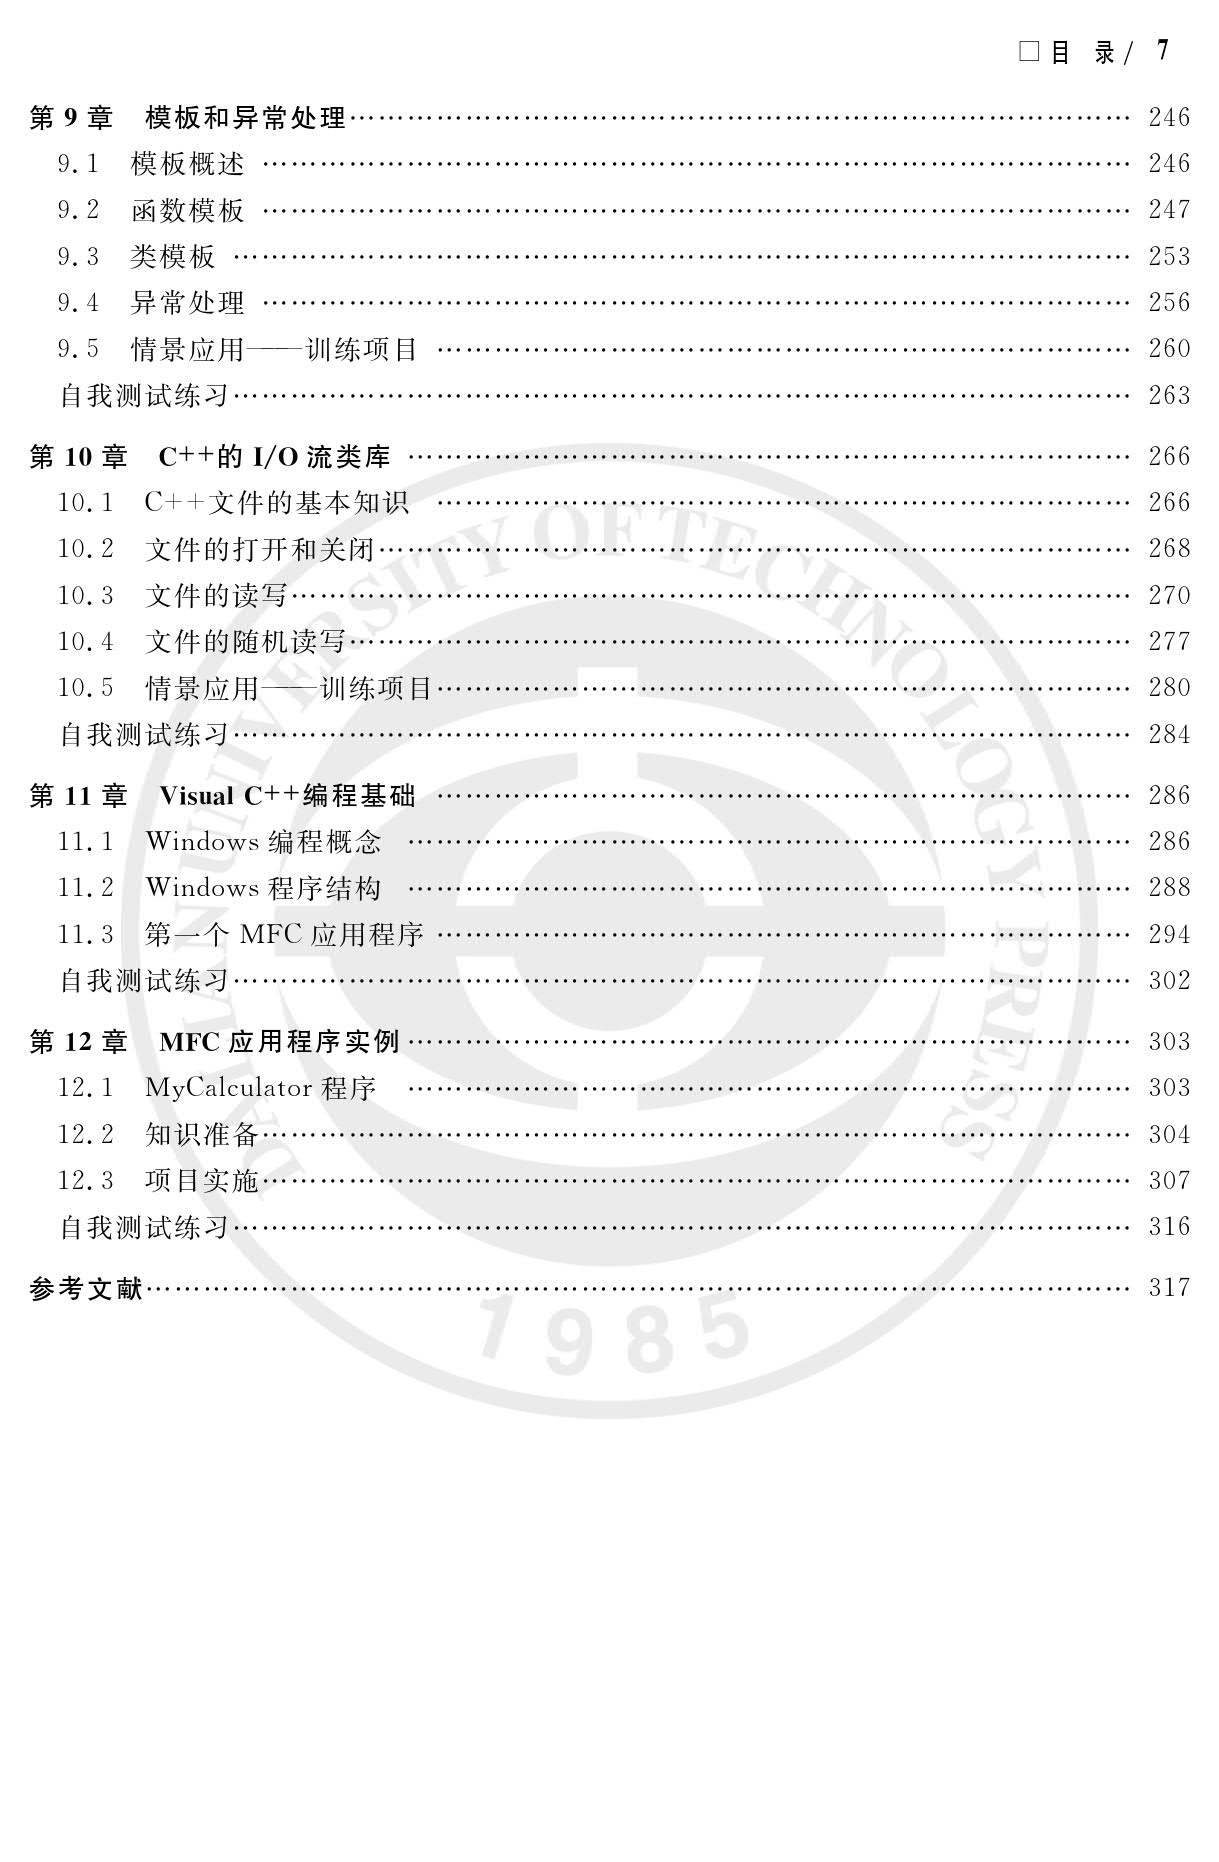 □目 录/ 7
第 9 章 模板和异常处理…………………………………………………………………… 246
9.1 模板概述 …………………………………………………………………………… 246
9.2 函数模板 …………………………………………………………………………… 247
9.3 类模板 ……………………………………………………………………………… 253
9.4 异常处理 …………………………………………………………………………… 256
9.5 情景应用——训练项目 …………………………………………………………… 260
自我测试练习……………………………………………………………………………… 263
第 10 章 C++的 I/O 流类库 ……………………………………………………………… 266
10.1 C++文件的基本知识 …………………………………………………………… 266
10.2 文件的打开和关闭………………………………………………………………… 268
10.3 文件的读写………………………………………………………………………… 270
10.4 文件的随机读写…………………………………………………………………… 277
10.5 情景应用——训练项目…………………………………………………………… 280
自我测试练习……………………………………………………………………………… 284
第 11 章 Visual C++编程基础 …………………………………………………………… 286
11.1 Windows 编程概念 ……………………………………………………………… 286
11.2 Windows 程序结构 ……………………………………………………………… 288
11.3 第一个 MFC 应用程序 …………………………………………………………… 294
自我测试练习……………………………………………………………………………… 302
第 12 章 MFC 应用程序实例……………………………………………………………… 303
12.1 MyCalculator 程序 ……………………………………………………………… 303
12.2 知识准备…………………………………………………………………………… 304
12.3 项目实施…………………………………………………………………………… 307
自我测试练习……………………………………………………………………………… 316
参考文献…………………………………………………………………………………… 317
DALIAN UNIVERSITY OF TECHNOLOGY PRESS
1985